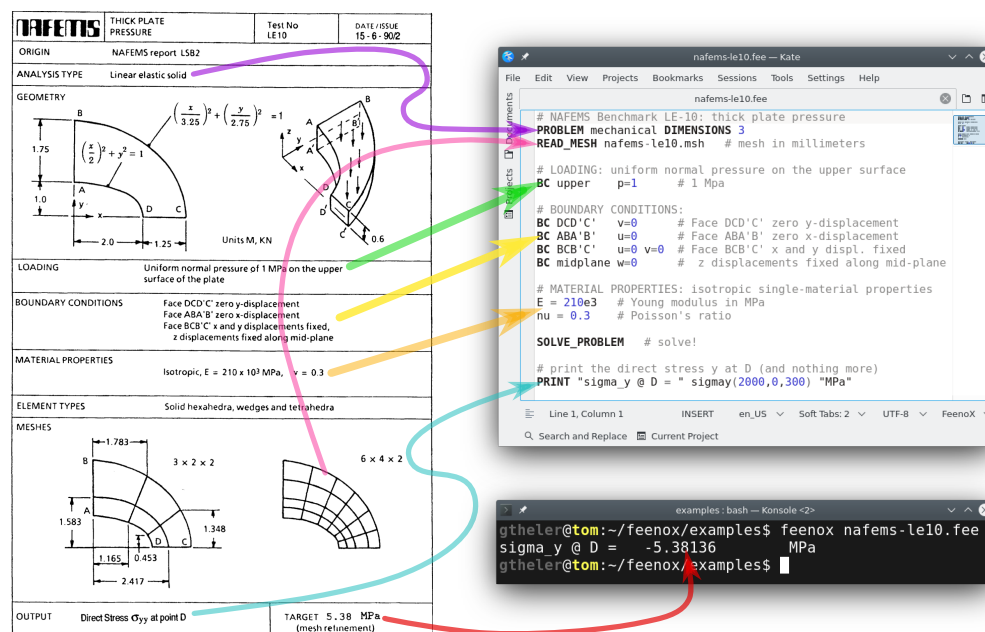 NAFEMS
THICK PLATE
PRESSURE
Test No
LE10
DATE/ISSUE
15 - 6 - 90/2
ORIGIN NAFEMS report LSB2
ANALYSIS TYPE Linear elastic solid
GEOMETRY
B
(x/3.25)² + (y/2.75)² = 1
1.75
(x/2)² + y² = 1
A
1.0
y
x
D
C
2.0
1.25
Units M, KN
B
A
B'
z
y
A'
x
D
D'
C
C'
0.6
LOADING Uniform normal pressure of 1 MPa on the upper
surface of the plate
BOUNDARY CONDITIONS Face DCD'C' zero y-displacement
Face ABA'B' zero x-displacement
Face BCB'C' x and y displacements fixed,
z displacements fixed along mid-plane
MATERIAL PROPERTIES
Isotropic, E = 210 x 10³ MPa, ν = 0.3
ELEMENT TYPES Solid hexahedra, wedges and tetrahedra
MESHES
1.783
B
3 x 2 x 2
6 x 4 x 2
A
1.583
D
C
1.348
1.165
0.453
2.417
OUTPUT Direct Stress σyy at point D
TARGET 5.38 MPa
(mesh refinement)
nafems-le10.fee — Kate
File Edit View Projects Bookmarks Sessions Tools Settings Help
nafems-le10.fee
Documents
Projects
# NAFEMS Benchmark LE-10: thick plate pressure
PROBLEM mechanical DIMENSIONS 3
READ_MESH nafems-le10.msh # mesh in millimeters
# LOADING: uniform normal pressure on the upper surface
BC upper p=1 # 1 Mpa
# BOUNDARY CONDITIONS:
BC DCD'C' v=0 # Face DCD'C' zero y-displacement
BC ABA'B' u=0 # Face ABA'B' zero x-displacement
BC BCB'C' u=0 v=0 # Face BCB'C' x and y displ. fixed
BC midplane w=0 # z displacements fixed along mid-plane
# MATERIAL PROPERTIES: isotropic single-material properties
E = 210e3 # Young modulus in MPa
nu = 0.3 # Poisson's ratio
SOLVE_PROBLEM # solve!
# print the direct stress y at D (and nothing more)
PRINT "sigma_y @ D = " sigmay(2000,0,300) "MPa"
Line 1, Column 1 INSERT en_US Soft Tabs: 2 UTF-8 FeenoX
Search and Replace Current Project
examples : bash — Konsole <2>
gtheler@tom:~/feenox/examples$ feenox nafems-le10.fee
sigma_y @ D = -5.38136 MPa
gtheler@tom:~/feenox/examples$